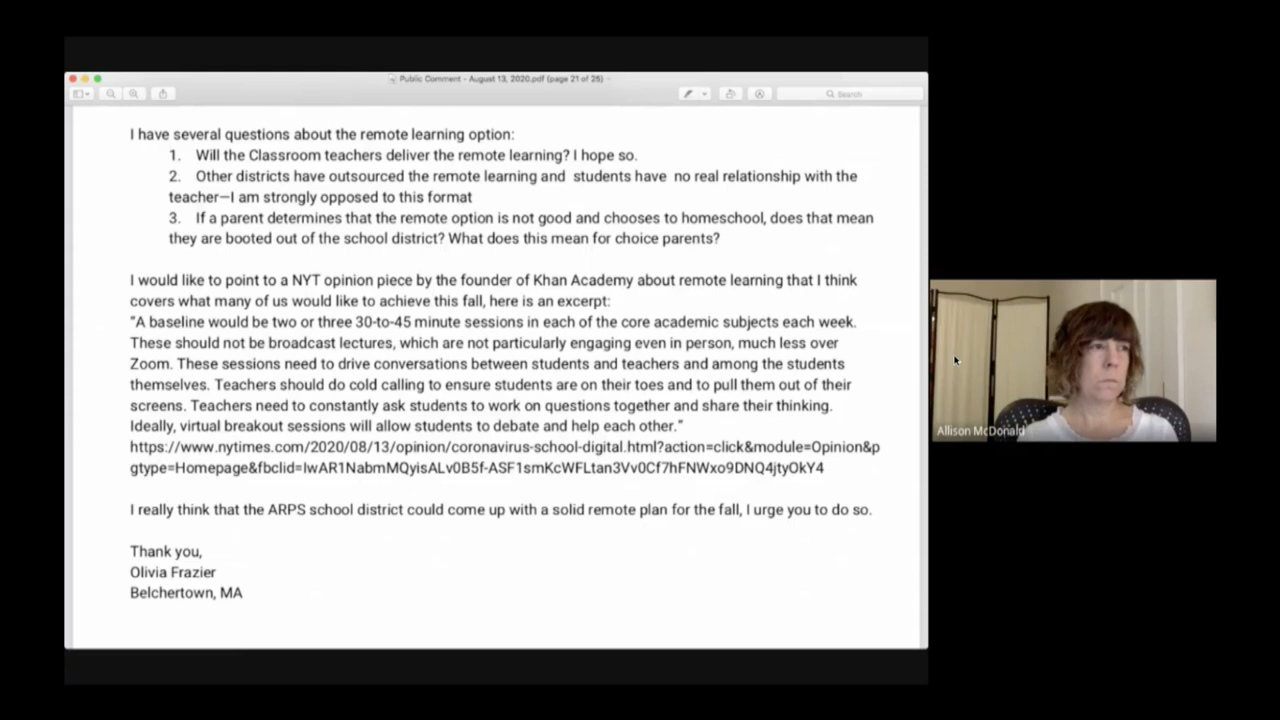 Public Comment - August 13, 2020.pdf (page 21 of 25)
Search
I have several questions about the remote learning option:
1. Will the Classroom teachers deliver the remote learning? I hope so.
2. Other districts have outsourced the remote learning and students have no real relationship with the
teacher—I am strongly opposed to this format
3. If a parent determines that the remote option is not good and chooses to homeschool, does that mean
they are booted out of the school district? What does this mean for choice parents?
I would like to point to a NYT opinion piece by the founder of Khan Academy about remote learning that I think
covers what many of us would like to achieve this fall, here is an excerpt:
“A baseline would be two or three 30-to-45 minute sessions in each of the core academic subjects each week.
These should not be broadcast lectures, which are not particularly engaging even in person, much less over
Zoom. These sessions need to drive conversations between students and teachers and among the students
themselves. Teachers should do cold calling to ensure students are on their toes and to pull them out of their
screens. Teachers need to constantly ask students to work on questions together and share their thinking.
Ideally, virtual breakout sessions will allow students to debate and help each other.”
https://www.nytimes.com/2020/08/13/opinion/coronavirus-school-digital.html?action=click&module=Opinion&p
gtype=Homepage&fbclid=IwAR1NabmMQyisALv0B5f-ASF1smKcWFLtan3Vv0Cf7hFNWxo9DNQ4jtyOkY4
I really think that the ARPS school district could come up with a solid remote plan for the fall, I urge you to do so.
Thank you,
Olivia Frazier
Belchertown, MA
Allison McDonald